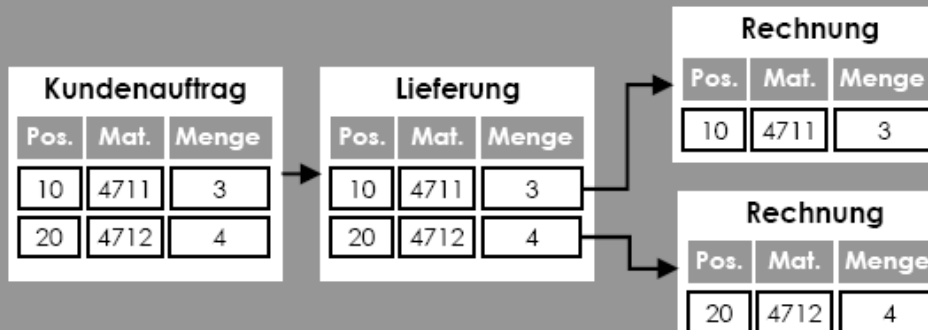 Kundenauftrag
Pos. Mat. Menge
10 4711 3
20 4712 4
Lieferung
Pos. Mat. Menge
10 4711 3
20 4712 4
Rechnung
Pos. Mat. Menge
10 4711 3
Rechnung
Pos. Mat. Menge
20 4712 4